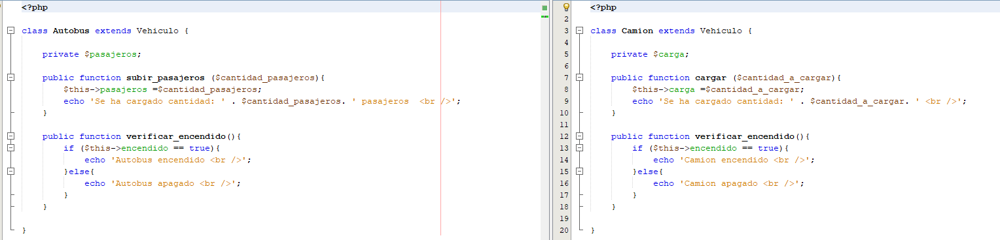 <?php
class Autobus extends Vehiculo {
private $pasajeros;
public function subir_pasajeros ($cantidad_pasajeros){
$this->pasajeros =$cantidad_pasajeros;
echo 'Se ha cargado cantidad: ' . $cantidad_pasajeros. ' pasajeros  <br />';
}
public function verificar_encendido(){
if ($this->encendido == true){
echo 'Autobus encendido <br />';
}else{
echo 'Autobus apagado <br />';
}
}
}
<?php
2
3 class Camion extends Vehiculo {
4
5 private $carga;
6
7 public function cargar ($cantidad_a_cargar){
8 $this->carga =$cantidad_a_cargar;
9 echo 'Se ha cargado cantidad: ' . $cantidad_a_cargar. ' <br />';
10 }
11
12 public function verificar_encendido(){
13 if ($this->encendido == true){
14 echo 'Camion encendido <br />';
15 }else{
16 echo 'Camion apagado <br />';
17 }
18 }
19
20 }